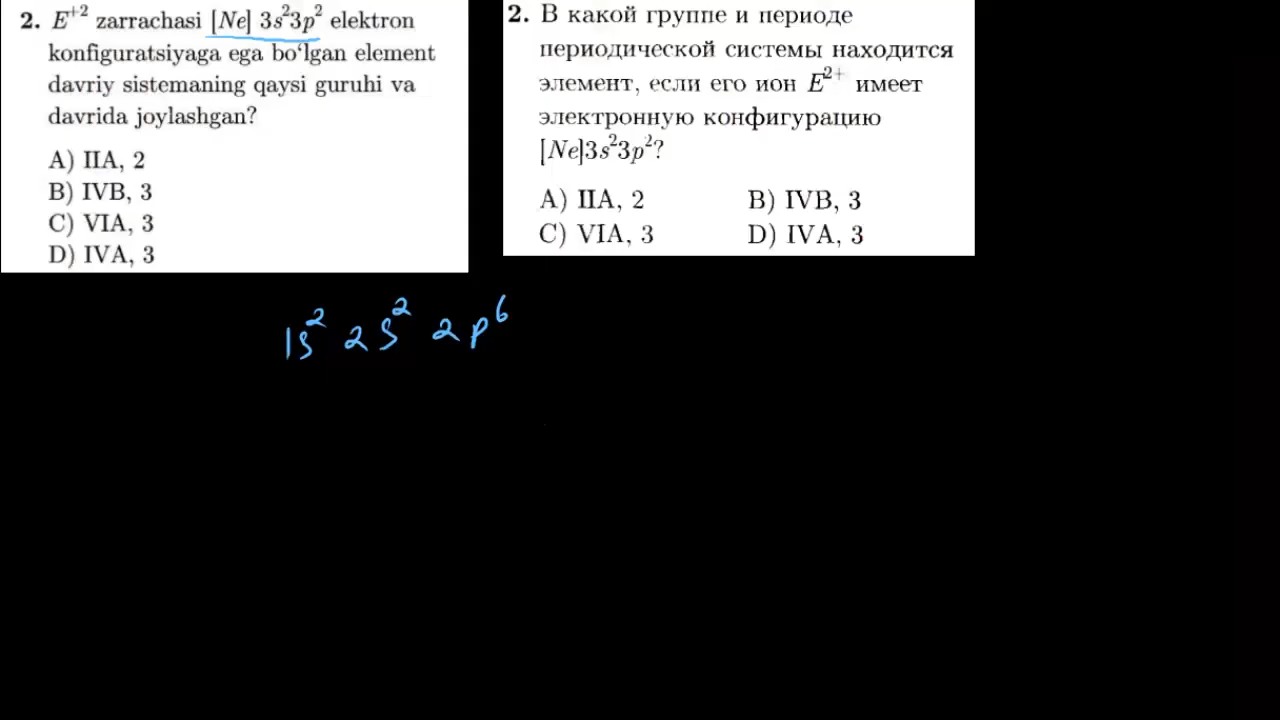 2. E⁺² zarrachasi [Ne] 3s²3p² elektron
konfiguratsiyaga ega bo‘lgan element
davriy sistemaning qaysi guruhi va
davrida joylashgan?
A) IIA, 2
B) IVB, 3
C) VIA, 3
D) IVA, 3
2. В какой группе и периоде
периодической системы находится
элемент, если его ион E²⁺ имеет
электронную конфигурацию
[Ne]3s²3p²?
A) IIA, 2 B) IVB, 3
C) VIA, 3 D) IVA, 3
1s² 2s² 2p⁶